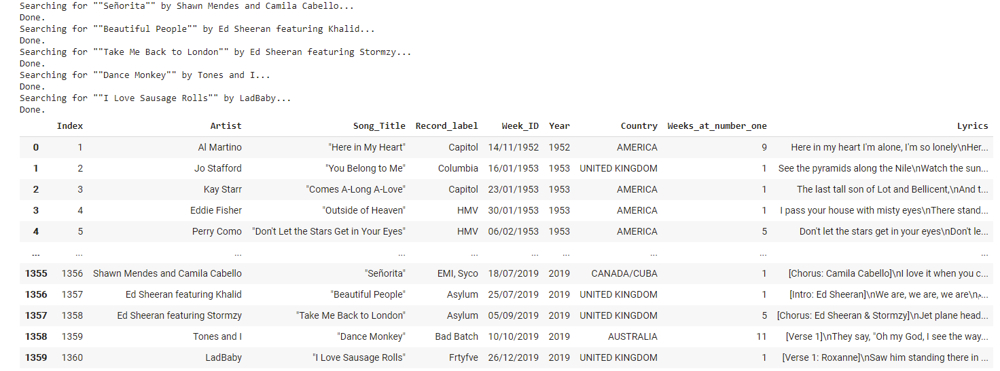 Searching for ""Señorita"" by Shawn Mendes and Camila Cabello...
Done.
Searching for ""Beautiful People"" by Ed Sheeran featuring Khalid...
Done.
Searching for ""Take Me Back to London"" by Ed Sheeran featuring Stormzy...
Done.
Searching for ""Dance Monkey"" by Tones and I...
Done.
Searching for ""I Love Sausage Rolls"" by LadBaby...
Done.
Index Artist Song_Title Record_label Week_ID Year Country Weeks_at_number_one Lyrics
0 1 Al Martino "Here in My Heart" Capitol 14/11/1952 1952 AMERICA 9 Here in my heart I'm alone, I'm so lonely\nHer...
1 2 Jo Stafford "You Belong to Me" Columbia 16/01/1953 1953 UNITED KINGDOM 1 See the pyramids along the Nile\nWatch the sun...
2 3 Kay Starr "Comes A-Long A-Love" Capitol 23/01/1953 1953 AMERICA 1 The last tall son of Lot and Bellicent,\nAnd t...
3 4 Eddie Fisher "Outside of Heaven" HMV 30/01/1953 1953 AMERICA 1 I pass your house with misty eyes\nThere stand...
4 5 Perry Como "Don't Let the Stars Get in Your Eyes" HMV 06/02/1953 1953 AMERICA 5 Don't let the stars get in your eyes\nDon't le...
... ... ... ... ... ... ... ... ... ...
1355 1356 Shawn Mendes and Camila Cabello "Señorita" EMI, Syco 18/07/2019 2019 CANADA/CUBA 1 [Chorus: Camila Cabello]\nI love it when you c...
1356 1357 Ed Sheeran featuring Khalid "Beautiful People" Asylum 25/07/2019 2019 UNITED KINGDOM 1 [Intro: Ed Sheeran]\nWe are, we are, we are\n...
1357 1358 Ed Sheeran featuring Stormzy "Take Me Back to London" Asylum 05/09/2019 2019 UNITED KINGDOM 5 [Chorus: Ed Sheeran & Stormzy]\nJet plane head...
1358 1359 Tones and I "Dance Monkey" Bad Batch 10/10/2019 2019 AUSTRALIA 11 [Verse 1]\nThey say, "Oh my God, I see the way...
1359 1360 LadBaby "I Love Sausage Rolls" Frtyfve 26/12/2019 2019 UNITED KINGDOM 1 [Verse 1: Roxanne]\nSaw him standing there in ...